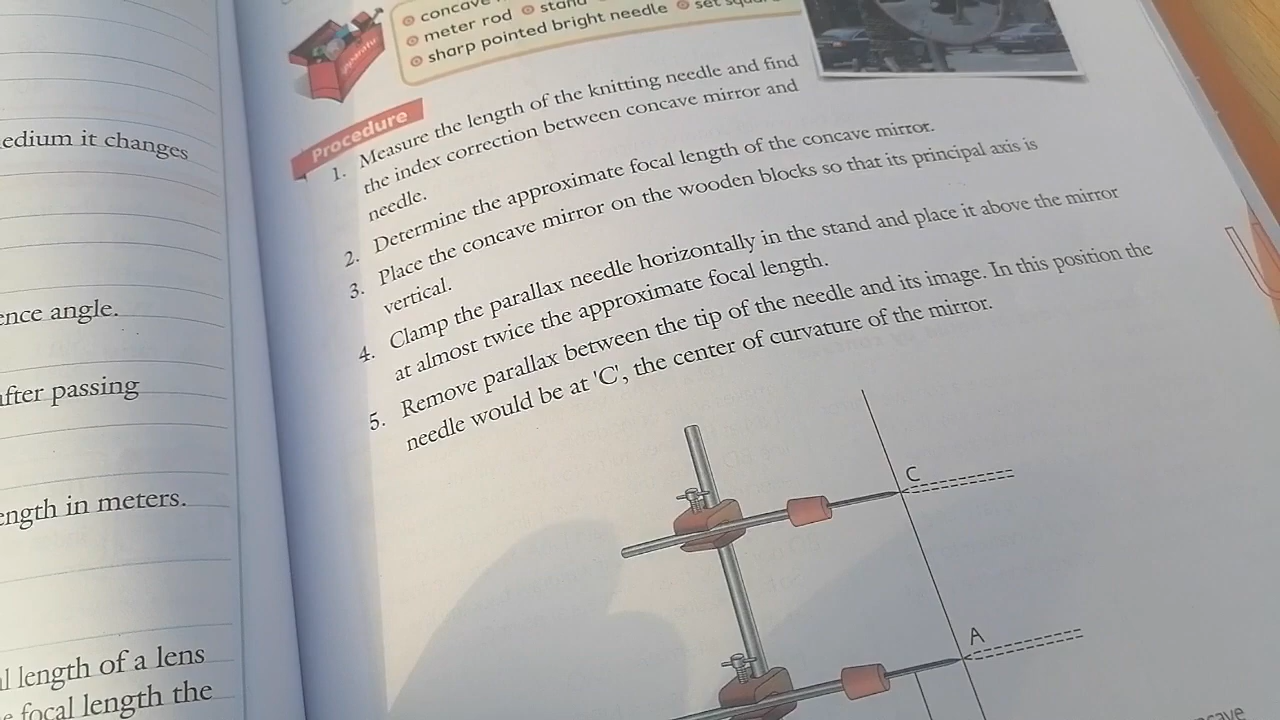 edium it changes
ence angle.
after passing
ength in meters.
length of a lens
focal length the
concave
meter rod stand
sharp pointed bright needle set square
Procedure
1. Measure the length of the knitting needle and find
the index correction between concave mirror and
needle.
2. Determine the approximate focal length of the concave mirror.
3. Place the concave mirror on the wooden blocks so that its principal axis is
vertical.
4. Clamp the parallax needle horizontally in the stand and place it above the mirror
at almost twice the approximate focal length.
5. Remove parallax between the tip of the needle and its image. In this position the
needle would be at 'C', the center of curvature of the mirror.
C
A